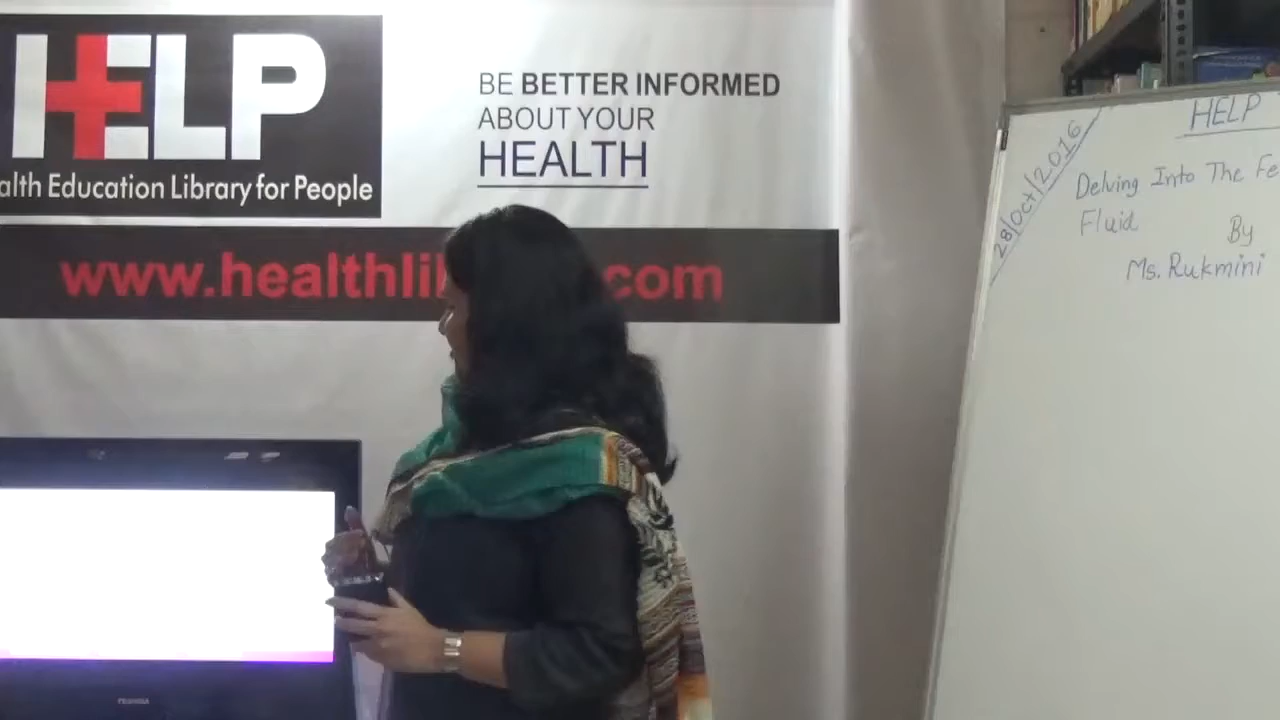 HELP
alth Education Library for People
BE BETTER INFORMED
ABOUT YOUR
HEALTH
www.healthli com
28/Oct/2016
HELP
Delving Into The Fe
Fluid By
Ms. Rukmini